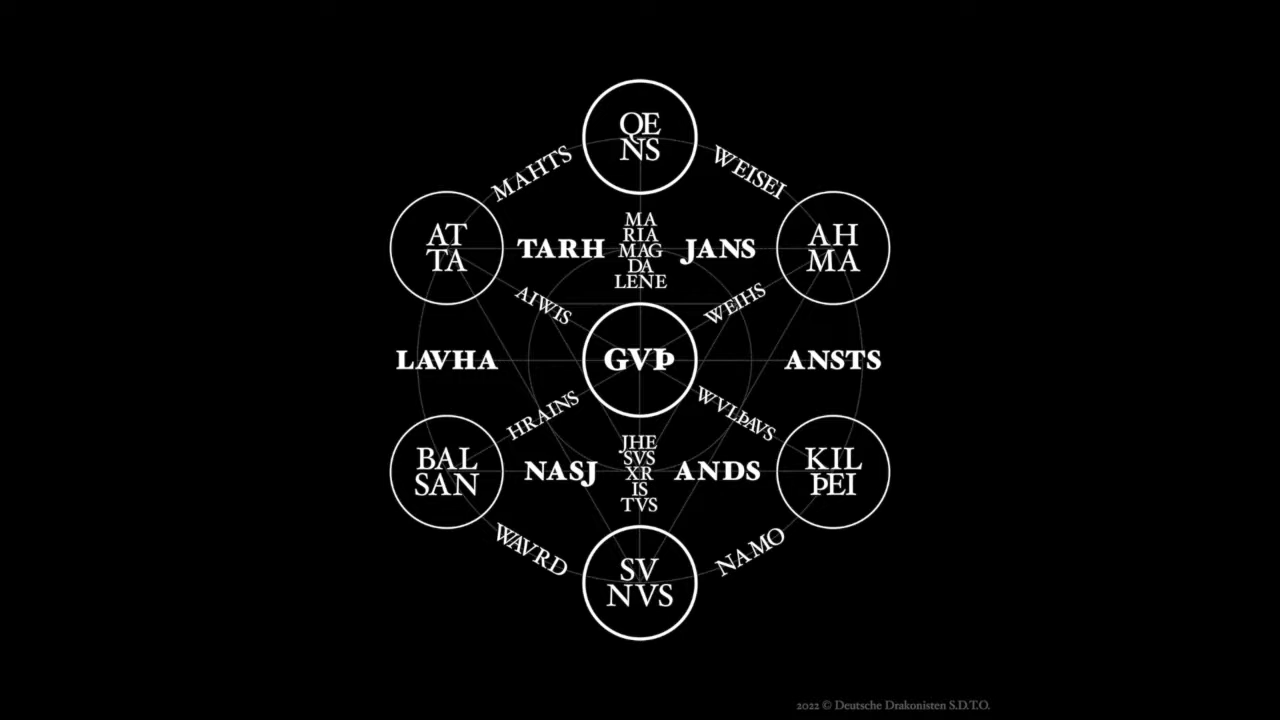 QE
NS
MAHTS
WEISEI
AT
TA
TARH
MA
RIA
MAG
DA
LENE
JANS
AH
MA
AIWIS
WEIHS
LAVHA
GVÞ
ANSTS
HRAINS
WVLÞAVS
BAL
SAN
NASJ
JHE
SVS
XR
IS
TVS
ANDS
KIL
ÞEI
WAVRD
NAMO
SV
NVS
2022 © Deutsche Drakonisten S.D.T.O.